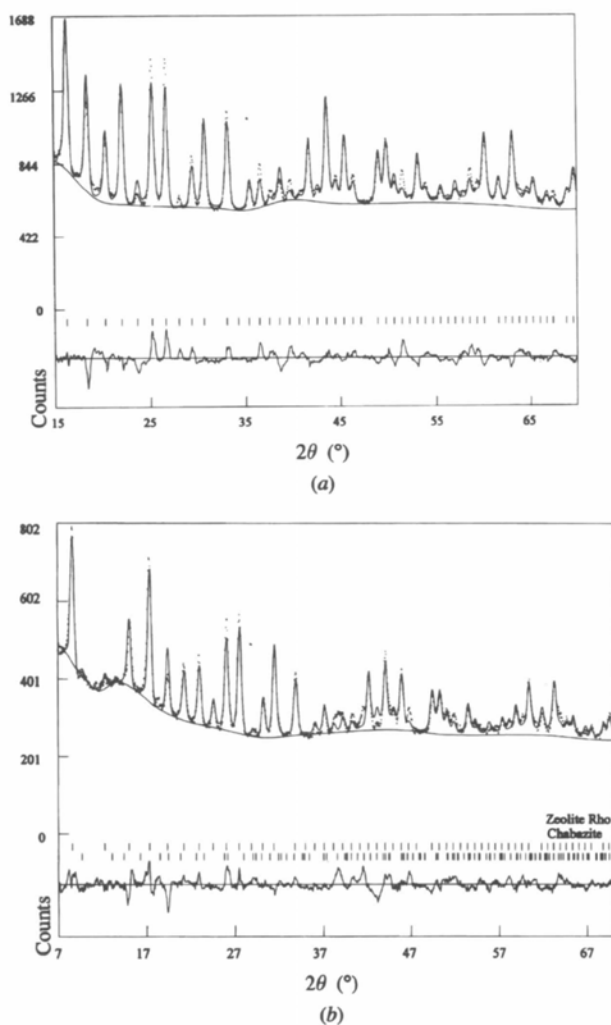 1688
1266
844
422
0
Counts
15 25 35 45 55 65
2θ (°)
(a)
802
602
401
201
0
Zeolite Rho
Chabazite
Counts
7 17 27 37 47 57 67
2θ (°)
(b)